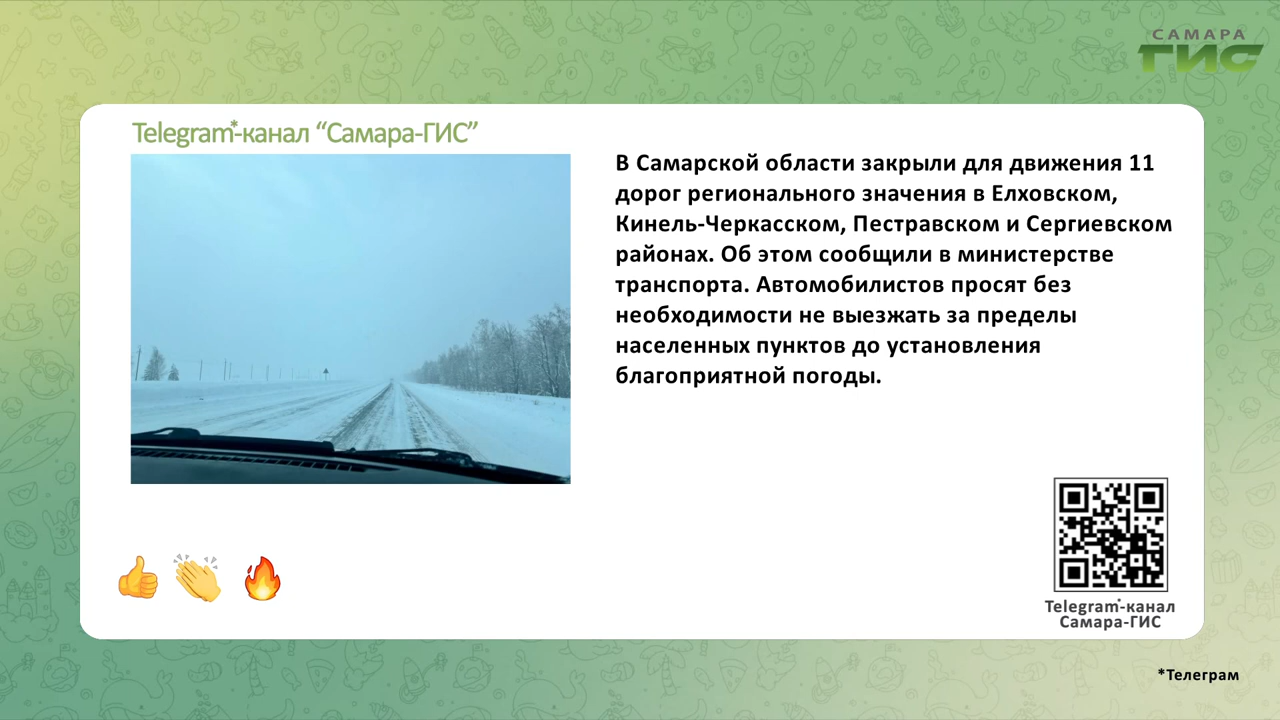 САМАРА
ГИС
Telegram*-канал “Самара-ГИС”
В Самарской области закрыли для движения 11
дорог регионального значения в Елховском,
Кинель-Черкасском, Пестравском и Сергиевском
районах. Об этом сообщили в министерстве
транспорта. Автомобилистов просят без
необходимости не выезжать за пределы
населенных пунктов до установления
благоприятной погоды.
Telegram*-канал
Самара-ГИС
*Телеграм